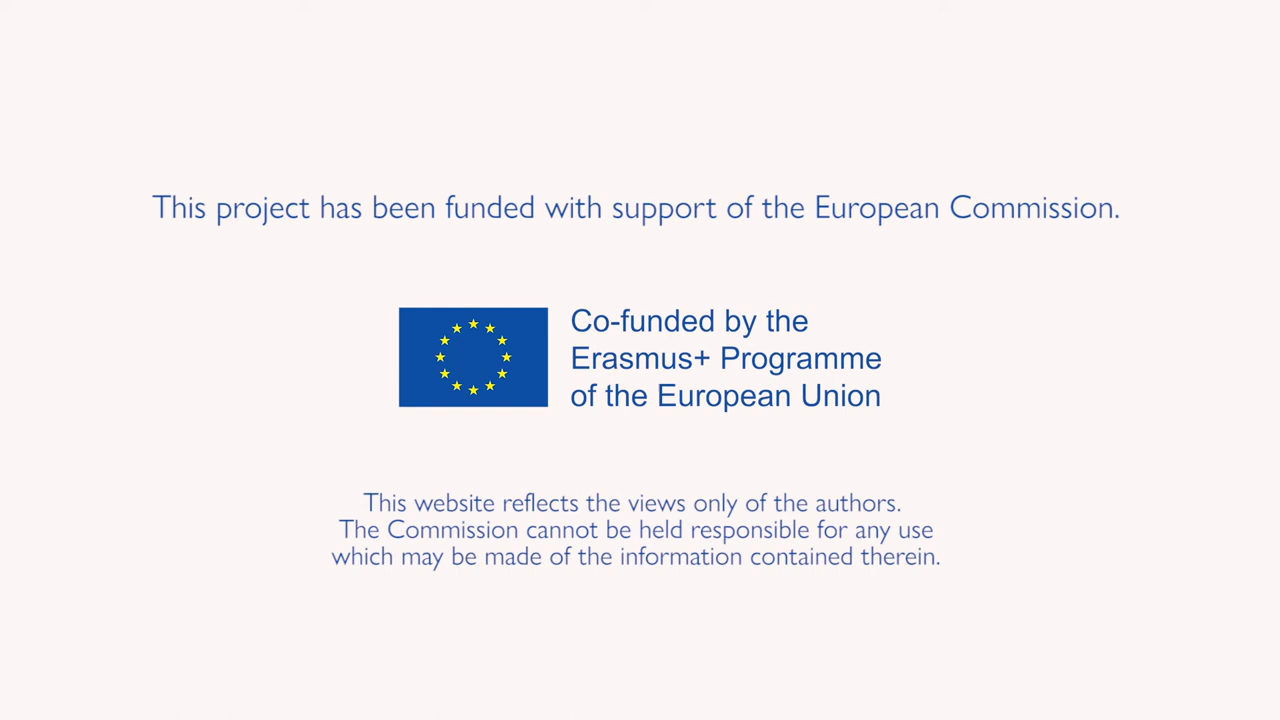 This project has been funded with support of the European Commission.
Co-funded by the
Erasmus+ Programme
of the European Union
This website reflects the views only of the authors.
The Commission cannot be held responsible for any use
which may be made of the information contained therein.